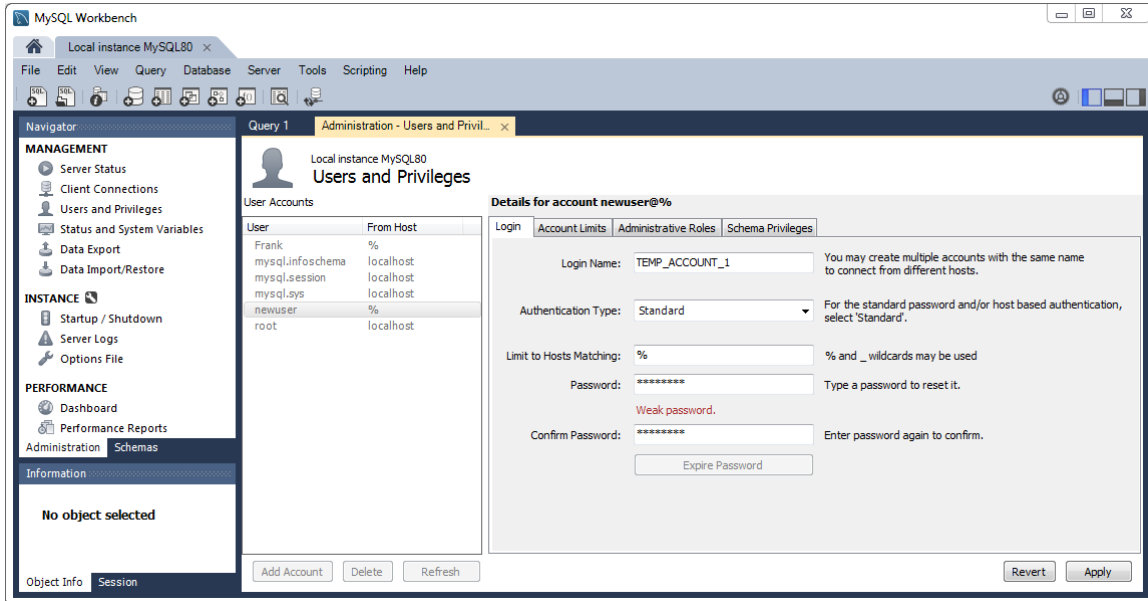 MySQL Workbench
Local instance MySQL80 ×
File Edit View Query Database Server Tools Scripting Help
Navigator
MANAGEMENT
Server Status
Client Connections
Users and Privileges
Status and System Variables
Data Export
Data Import/Restore
INSTANCE
Startup / Shutdown
Server Logs
Options File
PERFORMANCE
Dashboard
Performance Reports
Administration Schemas
Information
No object selected
Object Info Session
Query 1 Administration - Users and Privil... ×
Local instance MySQL80
Users and Privileges
User Accounts
User From Host
Frank %
mysql.infoschema localhost
mysql.session localhost
mysql.sys localhost
newuser %
root localhost
Add Account Delete Refresh
Details for account newuser@%
Login Account Limits Administrative Roles Schema Privileges
Login Name: TEMP_ACCOUNT_1 You may create multiple accounts with the same name
to connect from different hosts.
Authentication Type: Standard For the standard password and/or host based authentication,
select 'Standard'.
Limit to Hosts Matching: % % and _ wildcards may be used
Password: ******** Type a password to reset it.
Weak password.
Confirm Password: ******** Enter password again to confirm.
Expire Password
Revert Apply